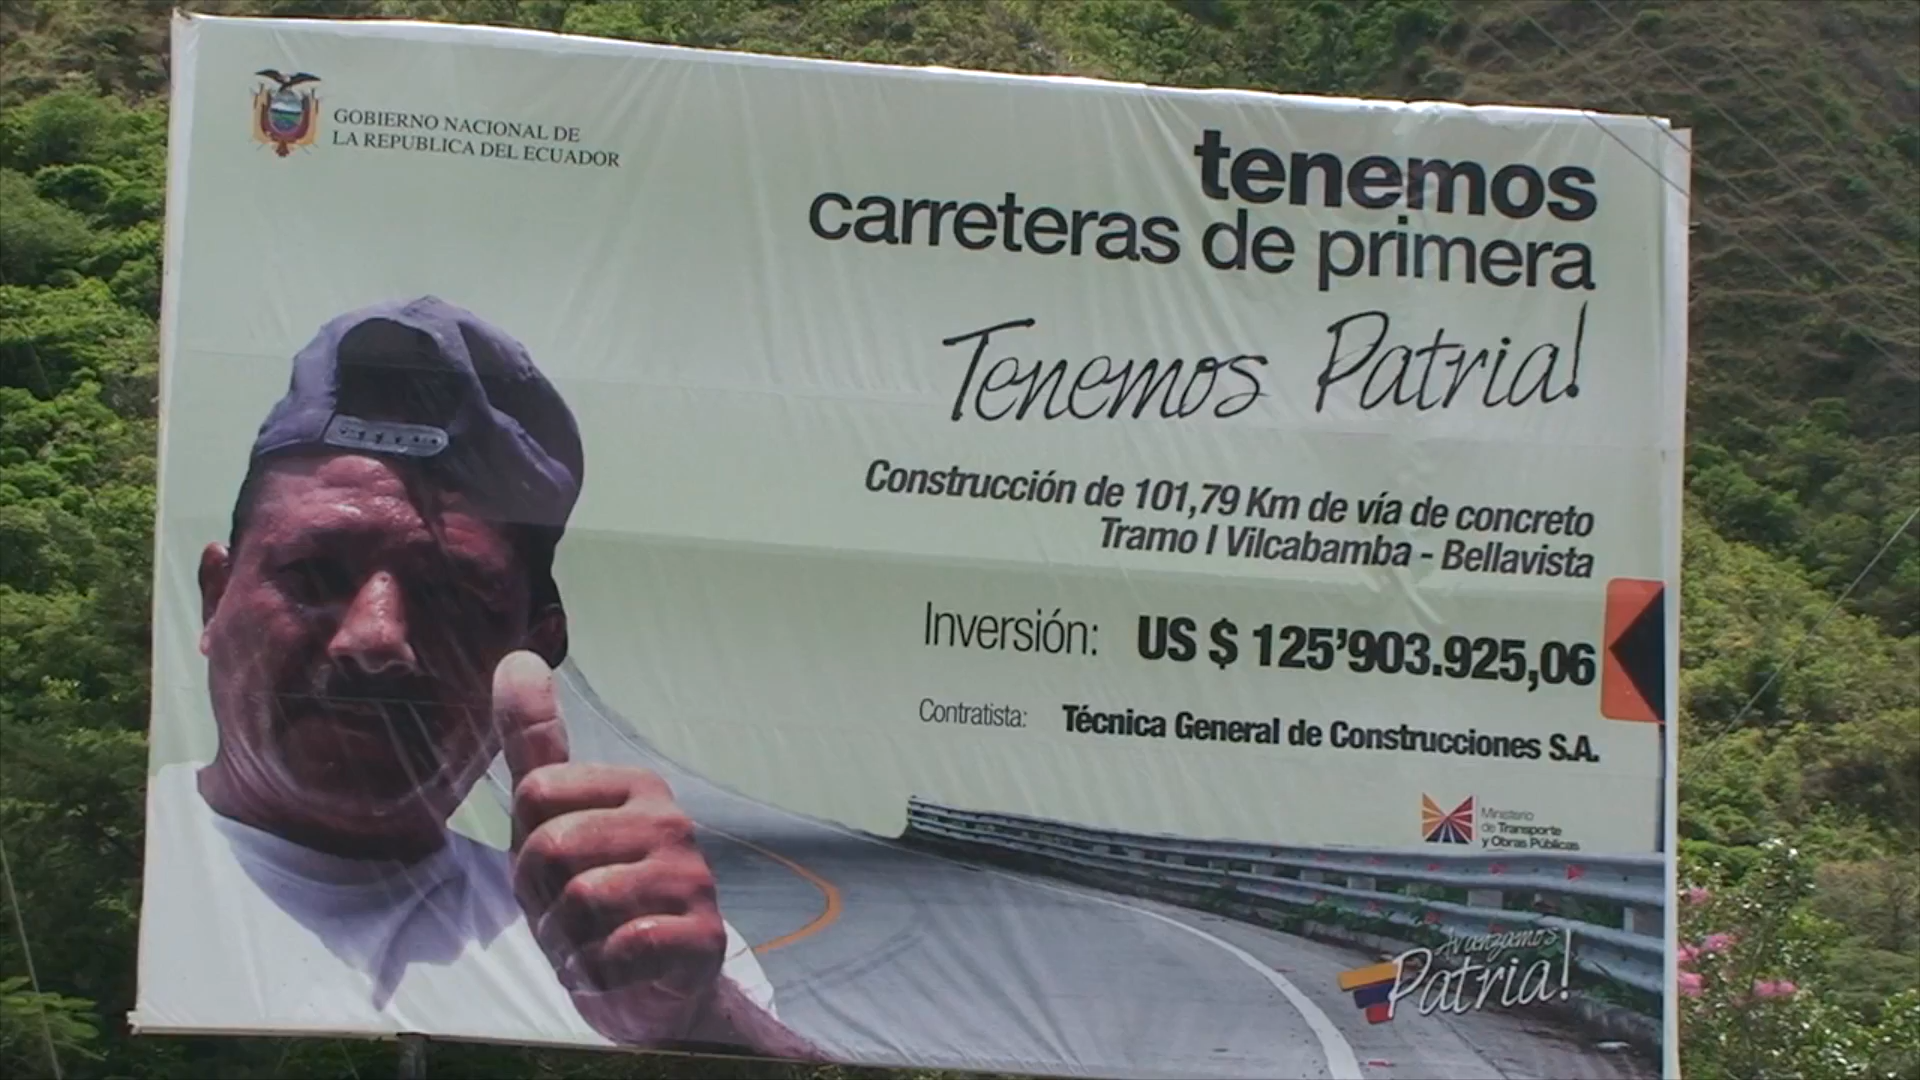 GOBIERNO NACIONAL DE
LA REPUBLICA DEL ECUADOR
tenemos
carreteras de primera
Tenemos Patria!
Construcción de 101,79 Km de vía de concreto
Tramo I Vilcabamba - Bellavista
Inversión: US $ 125’903.925,06
Contratista: Técnica General de Construcciones S.A.
Ministerio
de Transporte
y Obras Públicas
Avanzamos
Patria!